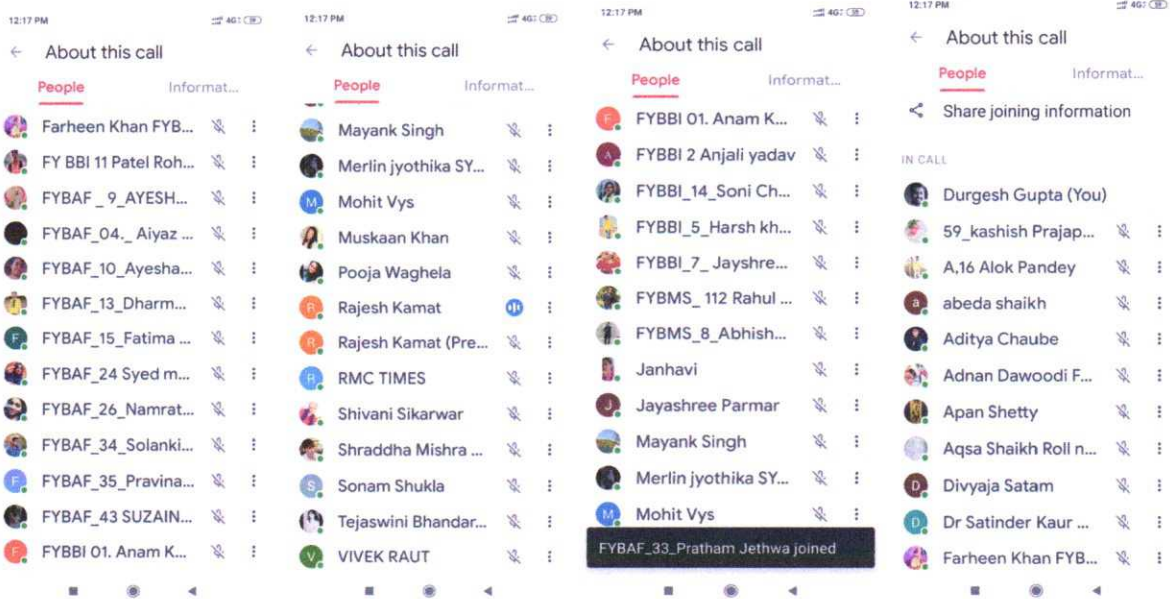 12:17 PM
4G
About this call
People
Informat...
Farheen Khan FYB...
FY BBI 11 Patel Roh...
FYBAF _ 9_AYESH...
FYBAF_04._ Aiyaz ...
FYBAF_10_Ayesha...
FYBAF_13_Dharm...
F
FYBAF_15_Fatima ...
FYBAF_24 Syed m...
FYBAF_26_Namrat...
FYBAF_34_Solanki...
F
FYBAF_35_Pravina...
FYBAF_43 SUZAIN...
F
FYBBI 01. Anam K...
12:17 PM
4G
About this call
People
Informat...
Mayank Singh
Merlin jyothika SY...
M
Mohit Vys
Muskaan Khan
Pooja Waghela
R
Rajesh Kamat
R
Rajesh Kamat (Pre...
R
RMC TIMES
Shivani Sikarwar
Shraddha Mishra ...
S
Sonam Shukla
Tejaswini Bhandar...
V
VIVEK RAUT
12:17 PM
4G
About this call
People
Informat...
F
FYBBI 01. Anam K...
A
FYBBI 2 Anjali yadav
FYBBI_14_Soni Ch...
FYBBI_5_Harsh kh...
FYBBI_7_ Jayshre...
FYBMS_ 112 Rahul ...
FYBMS_8_Abhish...
Janhavi
J
Jayashree Parmar
Mayank Singh
Merlin jyothika SY...
M
Mohit Vys
FYBAF_33_Pratham Jethwa joined
12:17 PM
4G
About this call
People
Informat...
Share joining information
IN CALL
Durgesh Gupta (You)
59_kashish Prajap...
A,16 Alok Pandey
a
abeda shaikh
Aditya Chaube
Adnan Dawoodi F...
Apan Shetty
Aqsa Shaikh Roll n...
D
Divyaja Satam
D
Dr Satinder Kaur ...
Farheen Khan FYB...